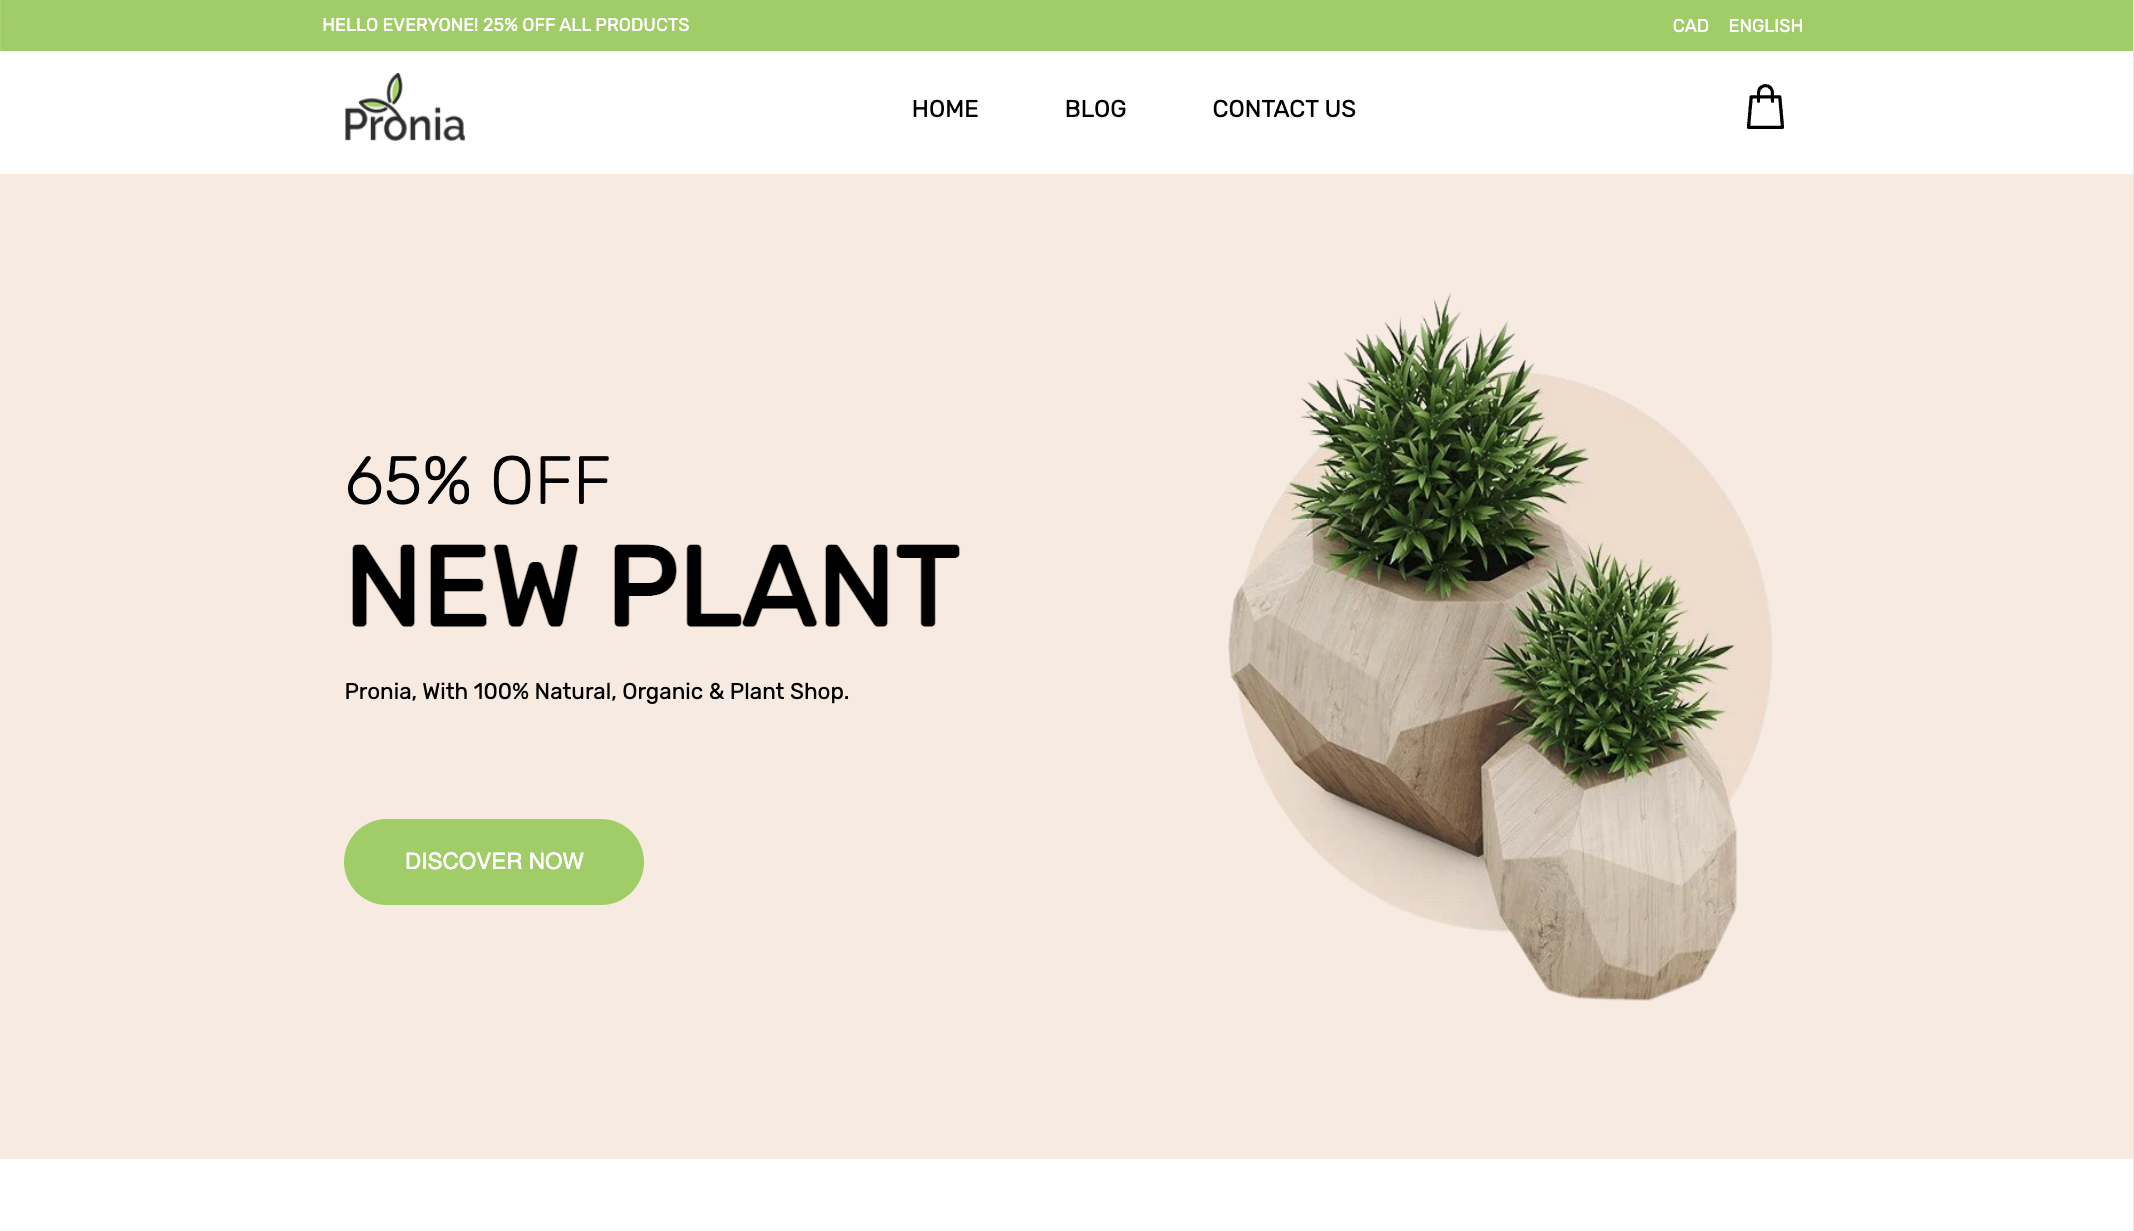 HELLO EVERYONE! 25% OFF ALL PRODUCTS
CAD ENGLISH
Pronia
HOME BLOG CONTACT US
65% OFF
NEW PLANT
Pronia, With 100% Natural, Organic & Plant Shop.
DISCOVER NOW